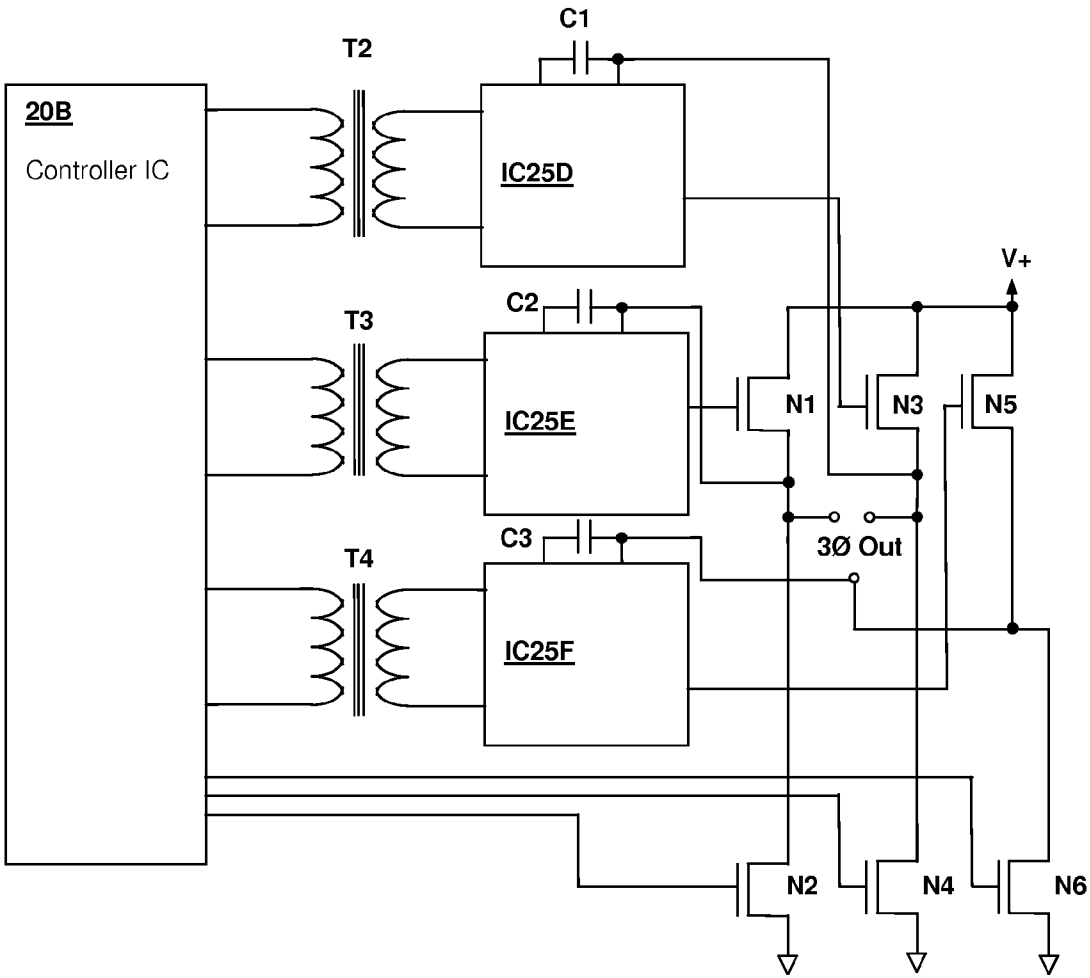 C1
T2
20B
Controller IC
IC25D
V+
C2
T3
N1
N3
N5
IC25E
C3
3Ø Out
T4
IC25F
N2
N4
N6